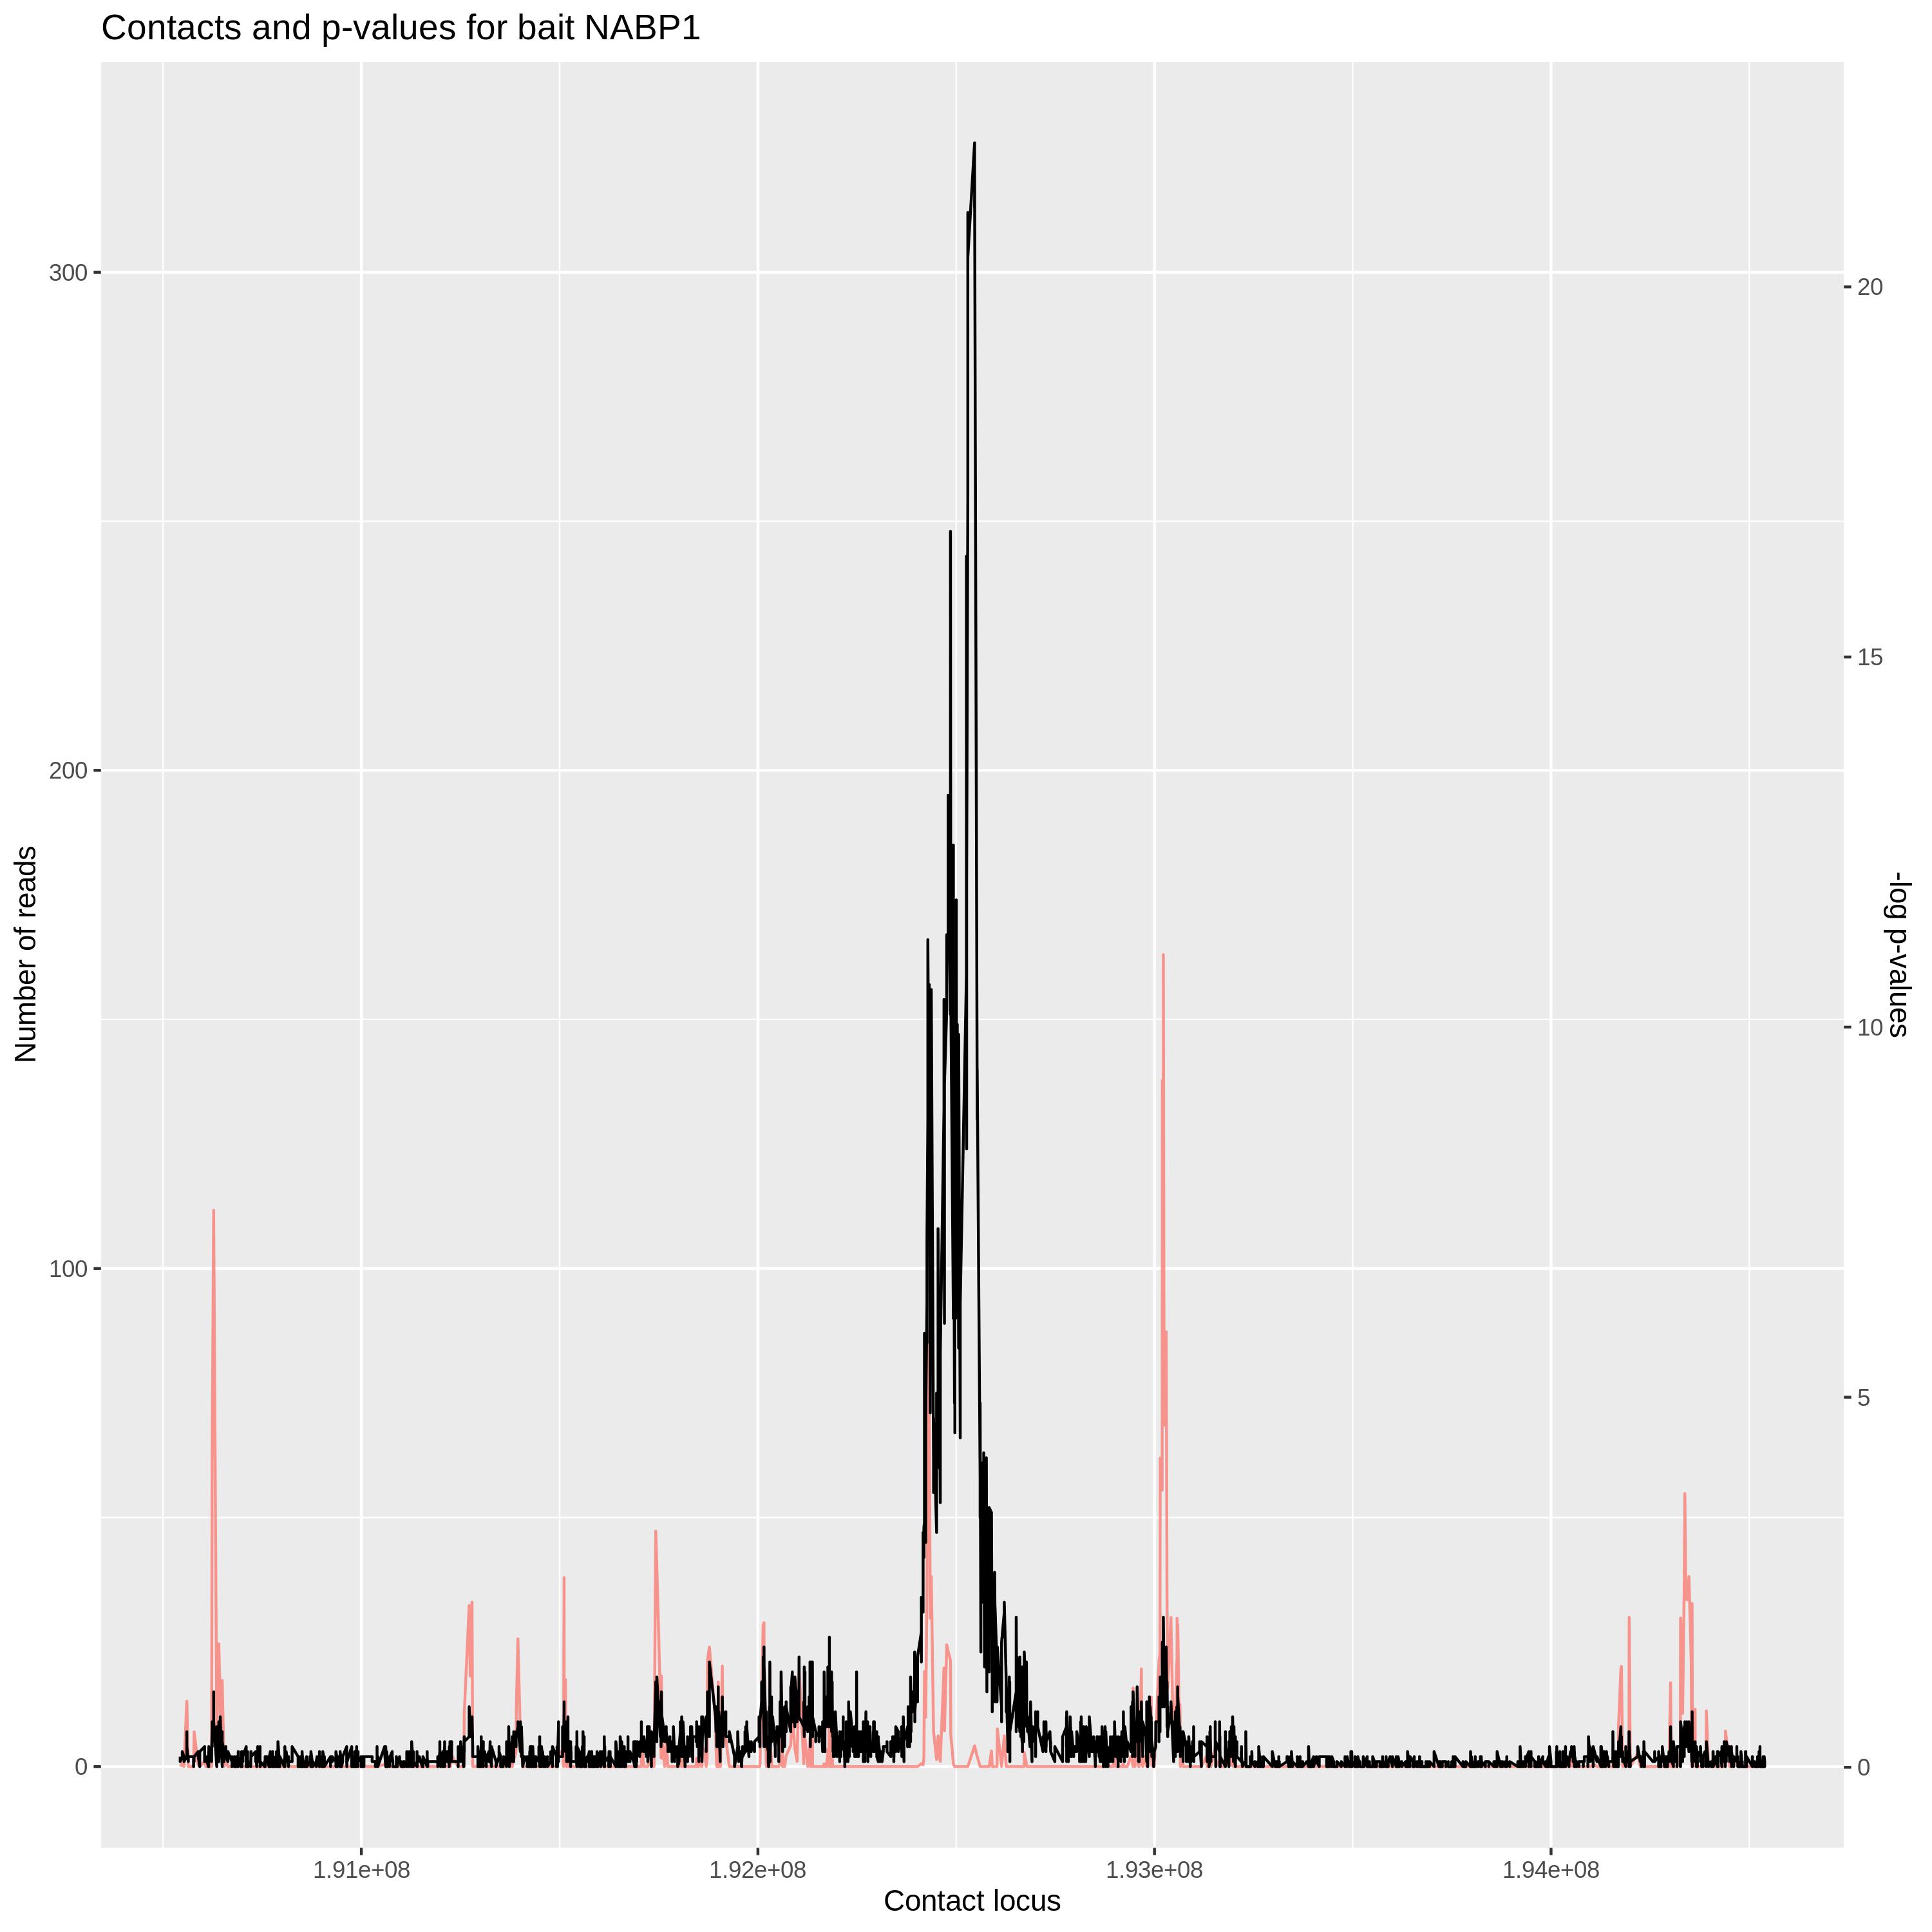 Contacts and p-values for bait NABP1
300
200
100
0
Number of reads
20
15
10
5
0
-log p-values
1.91e+08
1.92e+08
1.93e+08
1.94e+08
Contact locus